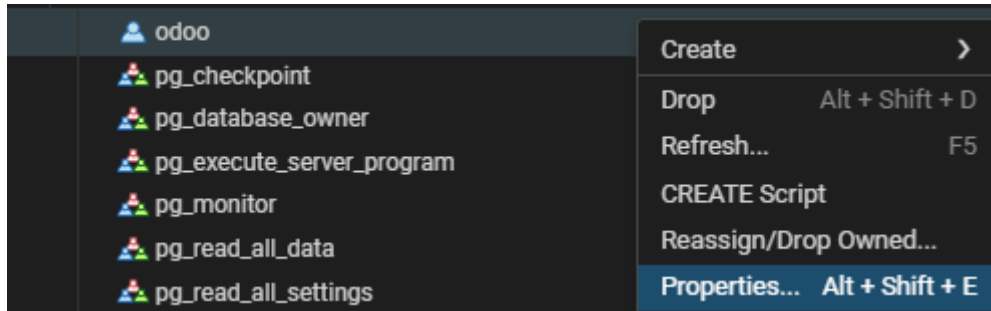 odoo
pg_checkpoint
pg_database_owner
pg_execute_server_program
pg_monitor
pg_read_all_data
pg_read_all_settings
Create
Drop Alt + Shift + D
Refresh... F5
CREATE Script
Reassign/Drop Owned...
Properties... Alt + Shift + E